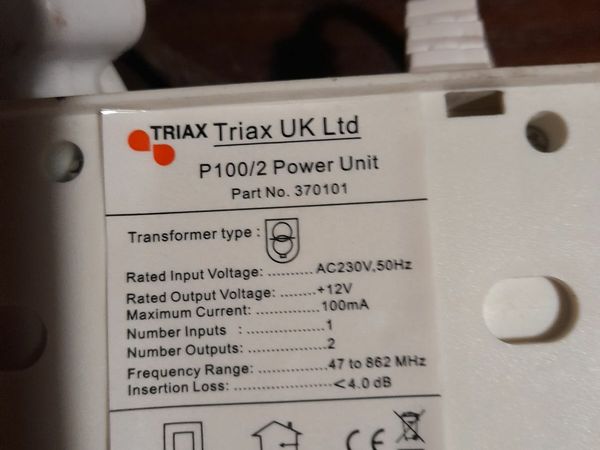 TRIAX Triax UK Ltd
P100/2 Power Unit
Part No. 370101
Transformer type :
Rated Input Voltage: .......... AC230V,50Hz
Rated Output Voltage: ........+12V
Maximum Current: ................100mA
Number Inputs : ..................1
Number Outputs: ..................2
Frequency Range: ................47 to 862 MHz
Insertion Loss: .......................<4.0 dB
CE